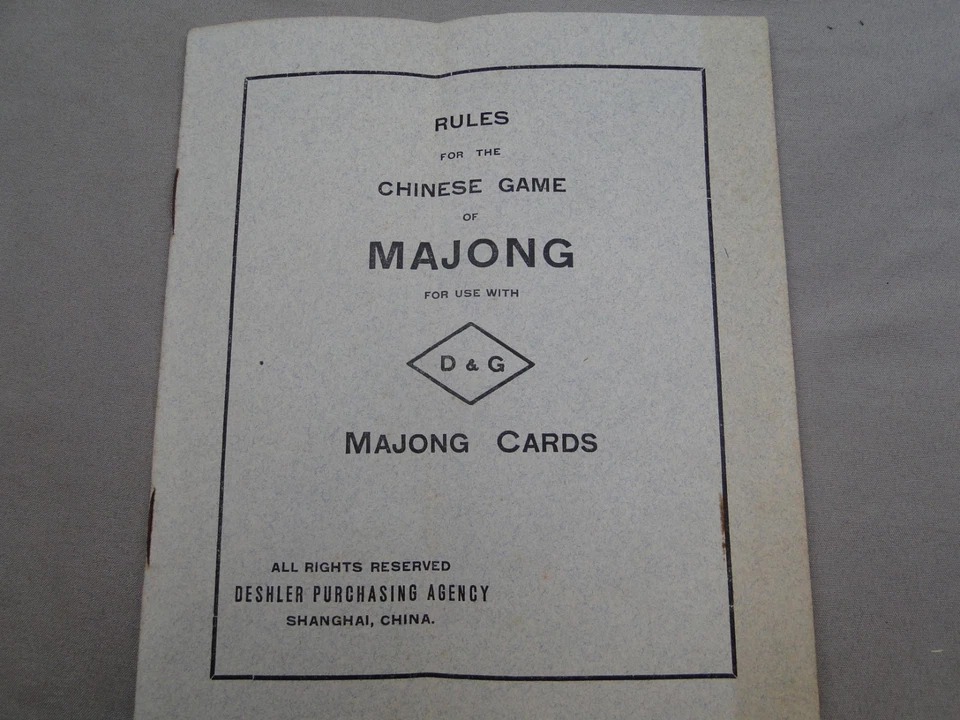 RULES
FOR THE
CHINESE GAME
OF
MAJONG
FOR USE WITH
D & G
MAJONG CARDS
ALL RIGHTS RESERVED
DESHLER PURCHASING AGENCY
SHANGHAI, CHINA.